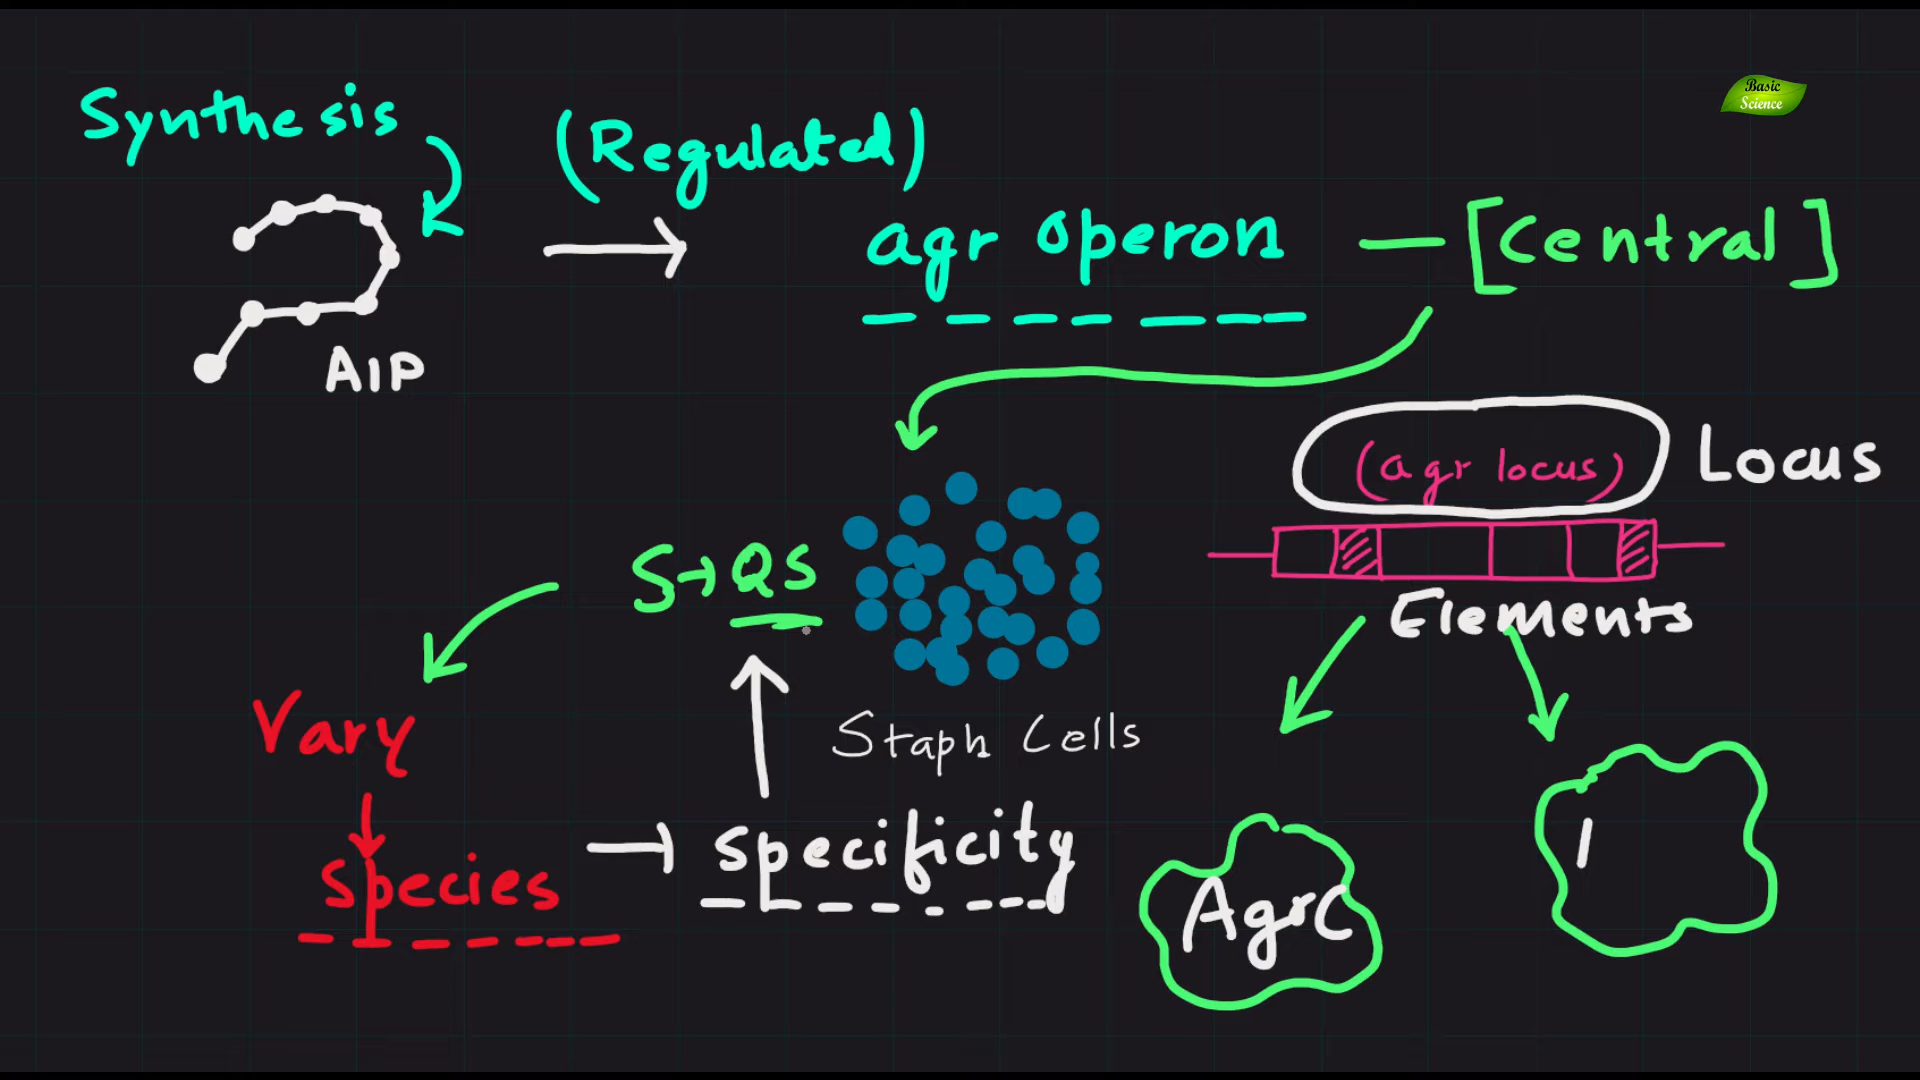 Basic
Science
Synthesis
(Regulated)
agr operon — [Central]
AIP
(agr locus) Locus
S→QS
Elements
Vary
Staph Cells
Species
Specificity
AgrC